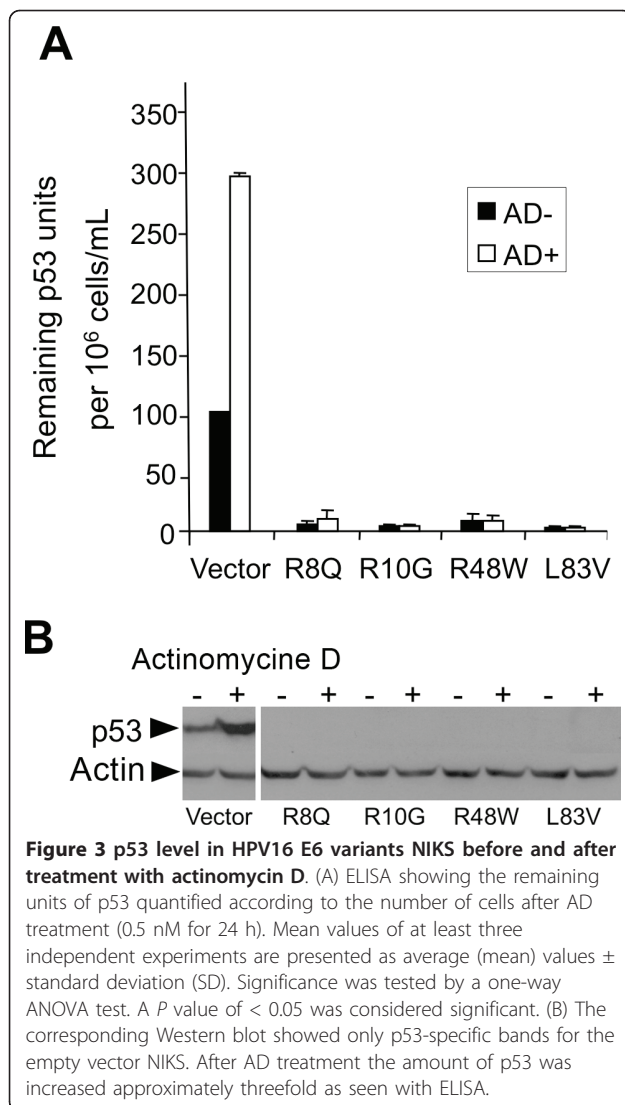 A
Remaining p53 units
per 10⁶ cells/mL
350
300
250
200
150
100
50
0
AD-
AD+
Vector R8Q R10G R48W L83V
B
Actinomycine D
- + - + - + - + - +
p53
Actin
Vector R8Q R10G R48W L83V
Figure 3 p53 level in HPV16 E6 variants NIKS before and after
treatment with actinomycin D. (A) ELISA showing the remaining
units of p53 quantified according to the number of cells after AD
treatment (0.5 nM for 24 h). Mean values of at least three
independent experiments are presented as average (mean) values ±
standard deviation (SD). Significance was tested by a one-way
ANOVA test. A P value of < 0.05 was considered significant. (B) The
corresponding Western blot showed only p53-specific bands for the
empty vector NIKS. After AD treatment the amount of p53 was
increased approximately threefold as seen with ELISA.